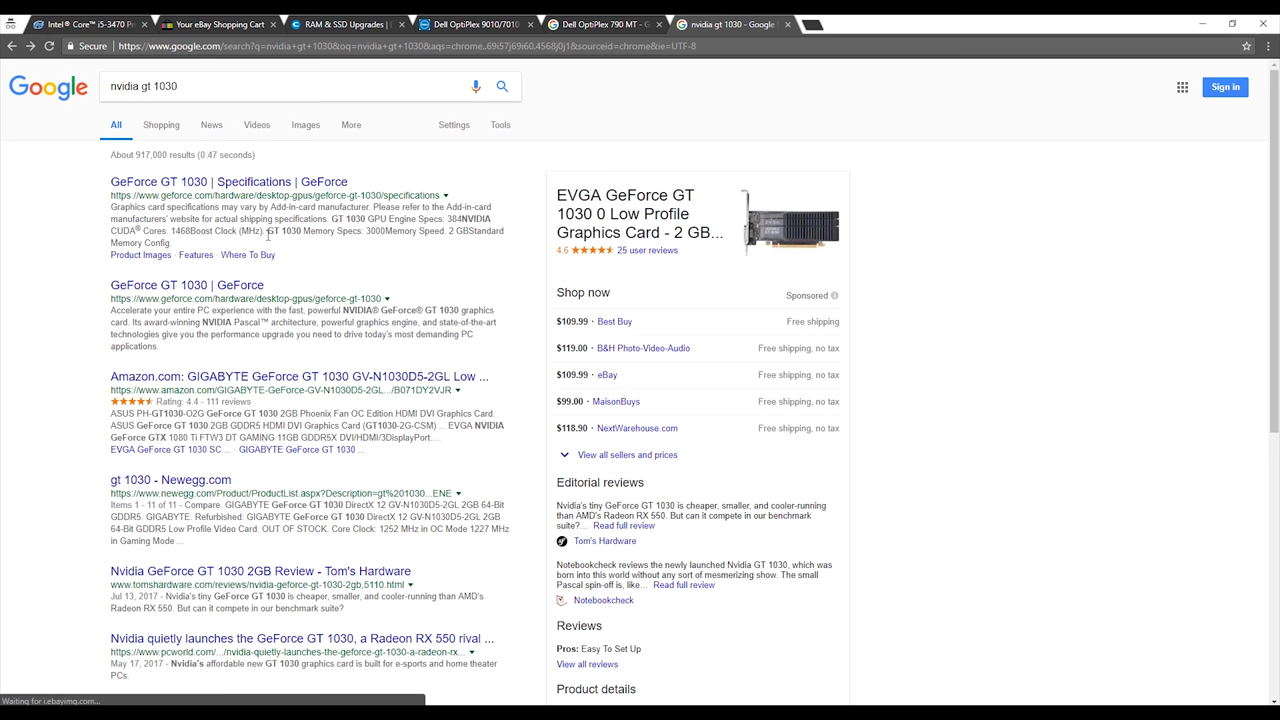 Intel® Core™ i5-3470 P
Your eBay Shopping Cart
RAM & SSD Upgrades |
Dell OptiPlex 9010/7010
Dell OptiPlex 790 MT - G
nvidia gt 1030 - Google
Secure
https://www.google.com/search?q=nvidia+gt+1030&oq=nvidia+gt+1030&aqs=chrome..69i57j69i60.4568j0j1&sourceid=chrome&ie=UTF-8
Google
nvidia gt 1030
Sign in
All
Shopping
News
Videos
Images
More
Settings
Tools
About 917,000 results (0.47 seconds)
GeForce GT 1030 | Specifications | GeForce
https://www.geforce.com/hardware/desktop-gpus/geforce-gt-1030/specifications
Graphics card specifications may vary by Add-in-card manufacturer. Please refer to the Add-in-card
manufacturers' website for actual shipping specifications. GT 1030 GPU Engine Specs: 384NVIDIA
CUDA® Cores. 1468Boost Clock (MHz). GT 1030 Memory Specs: 3000Memory Speed. 2 GBStandard
Memory Config.
Product Images · Features · Where To Buy
GeForce GT 1030 | GeForce
https://www.geforce.com/hardware/desktop-gpus/geforce-gt-1030
Accelerate your entire PC experience with the fast, powerful NVIDIA® GeForce® GT 1030 graphics
card. Its award-winning NVIDIA Pascal™ architecture, powerful graphics engine, and state-of-the-art
technologies give you the performance upgrade you need to drive today's most demanding PC
applications.
Amazon.com: GIGABYTE GeForce GT 1030 GV-N1030D5-2GL Low ...
https://www.amazon.com/GIGABYTE-GeForce-GV-N1030D5-2GL.../B071DY2VJR
Rating: 4.4 - 111 reviews
ASUS PH-GT1030-O2G GeForce GT 1030 2GB Phoenix Fan OC Edition HDMI DVI Graphics Card.
ASUS GeForce GT 1030 2GB GDDR5 HDMI DVI Graphics Card (GT1030-2G-CSM) ... EVGA NVIDIA
GeForce GTX 1080 Ti FTW3 DT GAMING 11GB GDDR5X DVI/HDMI/3DisplayPort....
EVGA GeForce GT 1030 SC ... · GIGABYTE GeForce GT 1030 ...
gt 1030 - Newegg.com
https://www.newegg.com/Product/ProductList.aspx?Description=gt%201030...ENE
Items 1 - 11 of 11 - Compare. GIGABYTE GeForce GT 1030 DirectX 12 GV-N1030D5-2GL 2GB 64-Bit
GDDR5. GIGABYTE. Refurbished: GIGABYTE GeForce GT 1030 DirectX 12 GV-N1030D5-2GL 2GB
64-Bit GDDR5 Low Profile Video Card. OUT OF STOCK. Core Clock: 1252 MHz in OC Mode 1227 MHz
in Gaming Mode ...
Nvidia GeForce GT 1030 2GB Review - Tom's Hardware
www.tomshardware.com/reviews/nvidia-geforce-gt-1030-2gb,5110.html
Jul 13, 2017 - Nvidia's tiny GeForce GT 1030 is cheaper, smaller, and cooler-running than AMD's
Radeon RX 550. But can it compete in our benchmark suite?
Nvidia quietly launches the GeForce GT 1030, a Radeon RX 550 rival ...
https://www.pcworld.com/.../nvidia-quietly-launches-the-geforce-gt-1030-a-radeon-rx...
May 17, 2017 - Nvidia's affordable new GT 1030 graphics card is built for e-sports and home theater
PCs.
EVGA GeForce GT
1030 0 Low Profile
Graphics Card - 2 GB...
4.6
25 user reviews
Shop now
Sponsored
$109.99 · Best Buy
Free shipping
$119.00 · B&H Photo-Video-Audio
Free shipping, no tax
$109.99 · eBay
Free shipping, no tax
$99.00 · MaisonBuys
Free shipping, no tax
$118.90 · NextWarehouse.com
Free shipping, no tax
View all sellers and prices
Editorial reviews
Nvidia's tiny GeForce GT 1030 is cheaper, smaller, and cooler-running
than AMD's Radeon RX 550. But can it compete in our benchmark
suite?... Read full review
Tom's Hardware
Notebookcheck reviews the newly launched Nvidia GT 1030, which was
born into this world without any sort of mesmerizing show. The small
Pascal spin-off is, like... Read full review
Notebookcheck
Reviews
Pros: Easy To Set Up
View all reviews
Product details
Waiting for i.ebayimg.com...